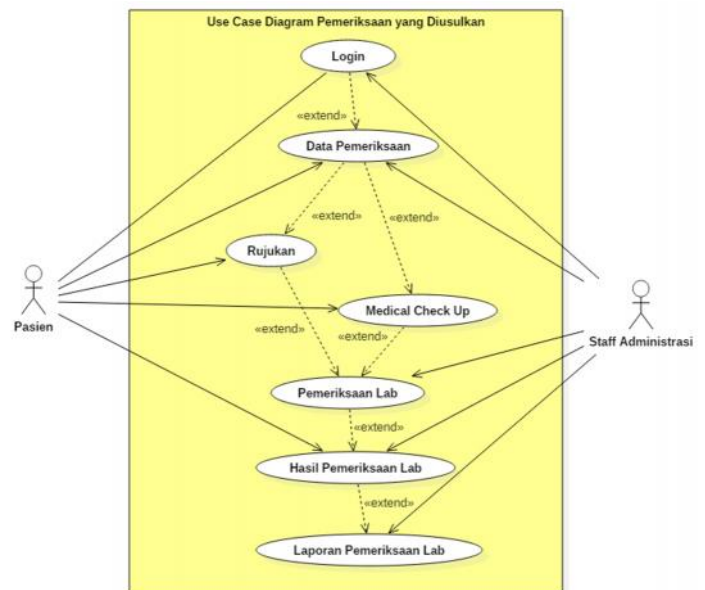 Use Case Diagram Pemeriksaan yang Diusulkan
Login
«extend»
Data Pemeriksaan
«extend»
«extend»
Rujukan
Medical Check Up
Pasien
«extend»
«extend»
Staff Administrasi
Pemeriksaan Lab
«extend»
Hasil Pemeriksaan Lab
«extend»
Laporan Pemeriksaan Lab